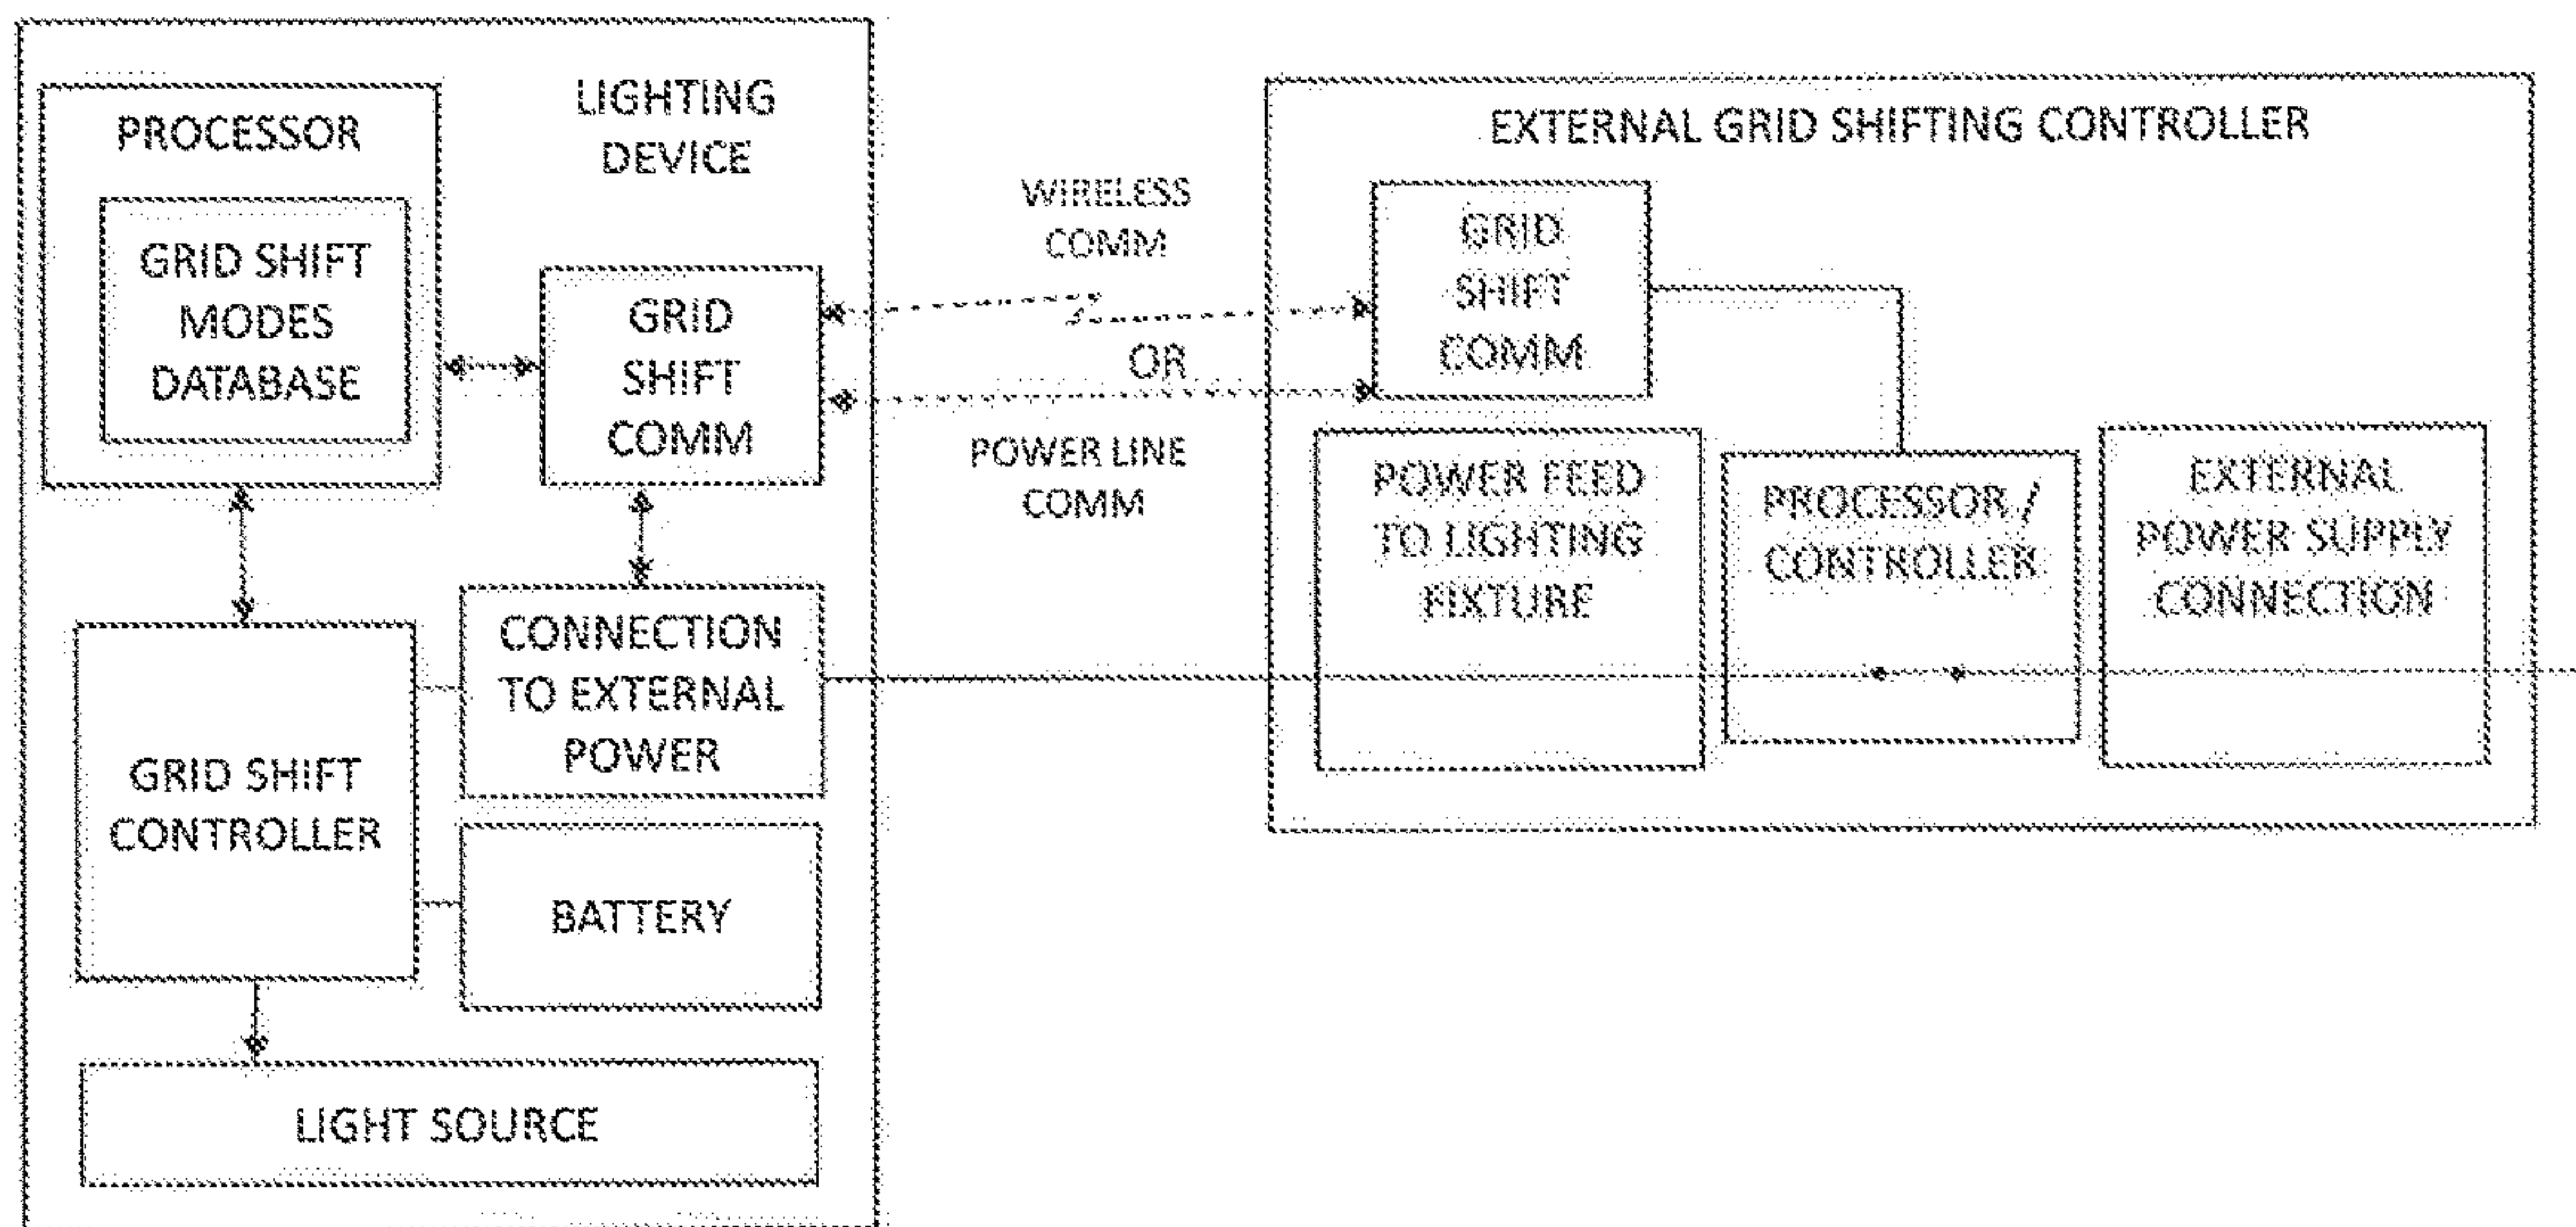 LIGHTING
DEVICE
PROCESSOR
GRID SHIFT
MODES
DATABASE
GRID
SHIFT
COMM
CONNECTION
TO EXTERNAL
POWER
GRID SHIFT
CONTROLLER
BATTERY
LIGHT SOURCE
WIRELESS
COMM
OR
POWER LINE
COMM
EXTERNAL GRID SHIFTING CONTROLLER
GRID
SHIFT
COMM
POWER FEED
TO LIGHTING
FIXTURE
PROCESSOR /
CONTROLLER
EXTERNAL
POWER SUPPLY
CONNECTION